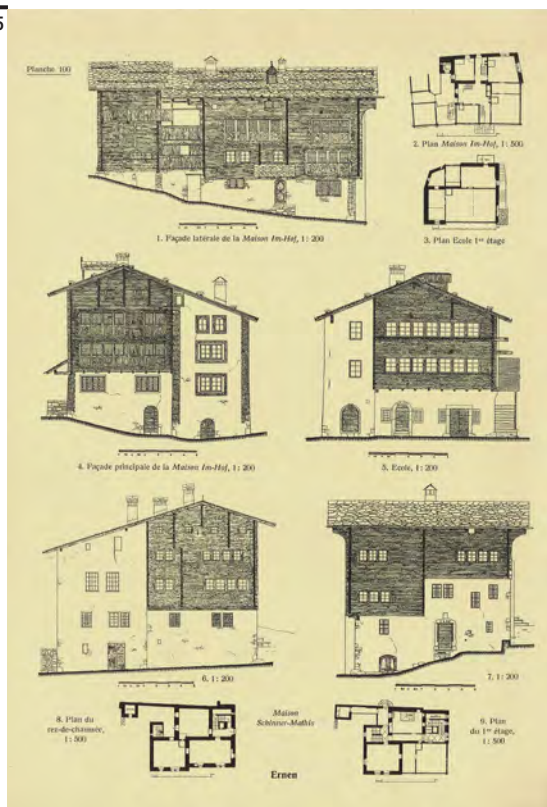 5
Planche 100
2. Plan Maison Im-Hof, 1:500
1. Façade latérale de la Maison Im-Hof, 1:200
3. Plan Ecole 1er étage
4. Façade principale de la Maison Im-Hof, 1:200
5. Ecole, 1:200
6. 1:200
7. 1:200
8. Plan du
rez-de-chaussée,
1:500
Maison
Schiner-Mathis
9. Plan
du 1er étage,
1:500
Ernen